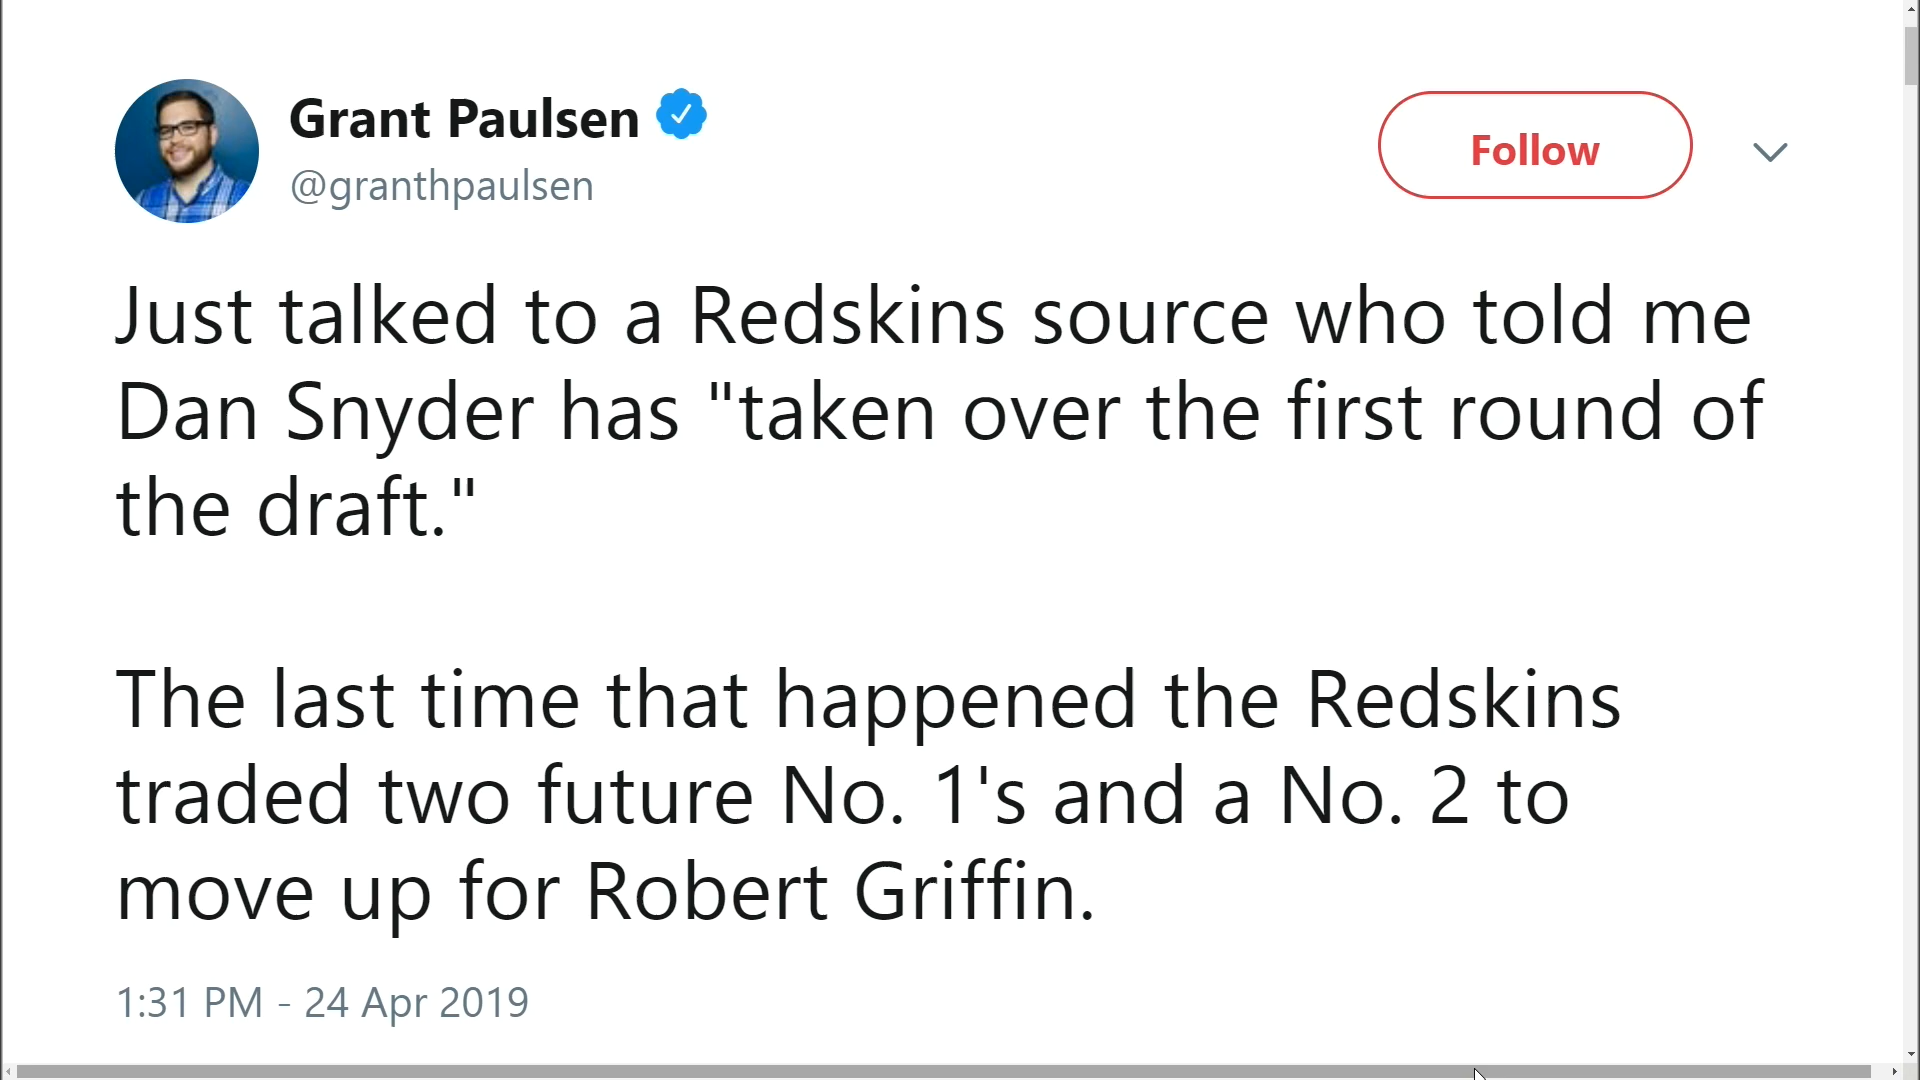 Grant Paulsen
@granthpaulsen
Follow
Just talked to a Redskins source who told me
Dan Snyder has "taken over the first round of
the draft."
The last time that happened the Redskins
traded two future No. 1's and a No. 2 to
move up for Robert Griffin.
1:31 PM - 24 Apr 2019